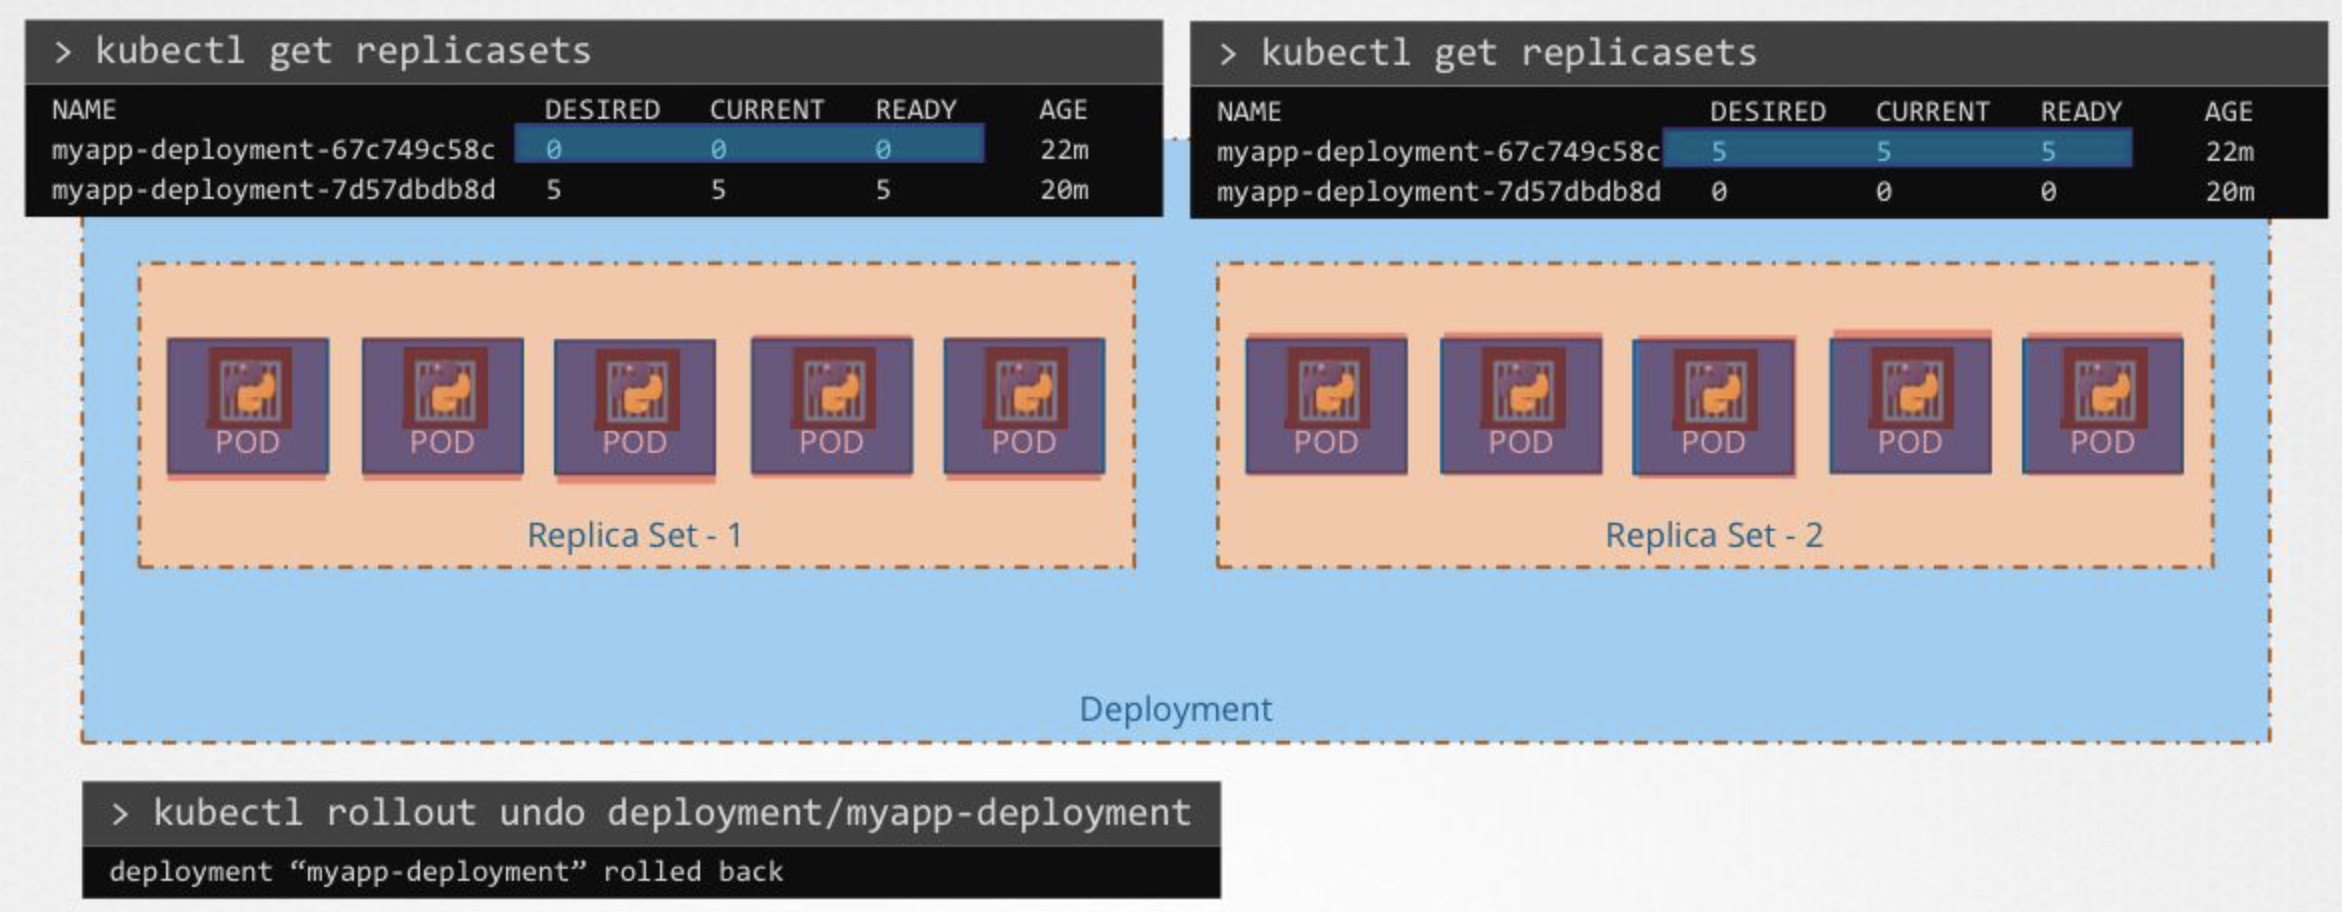 > kubectl get replicasets
NAME DESIRED CURRENT READY AGE
myapp-deployment-67c749c58c 0 0 0 22m
myapp-deployment-7d57dbdb8d 5 5 5 20m
> kubectl get replicasets
NAME DESIRED CURRENT READY AGE
myapp-deployment-67c749c58c 5 5 5 22m
myapp-deployment-7d57dbdb8d 0 0 0 20m
POD POD POD POD POD
Replica Set - 1
POD POD POD POD POD
Replica Set - 2
Deployment
> kubectl rollout undo deployment/myapp-deployment
deployment “myapp-deployment” rolled back